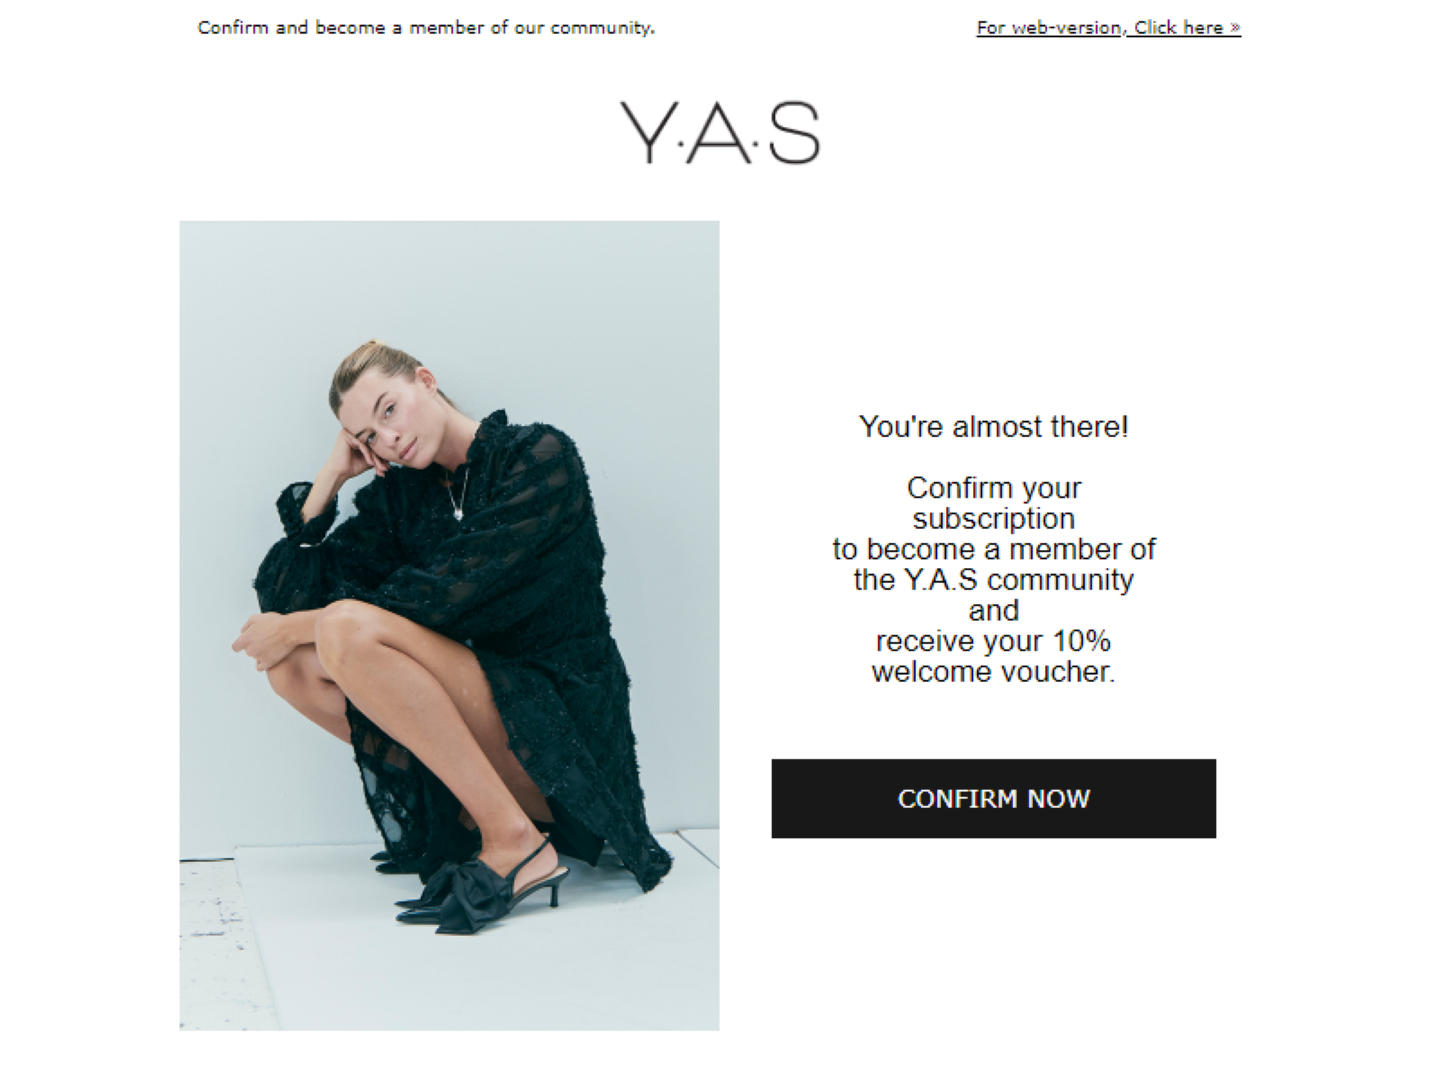 Confirm and become a member of our community.
For web-version, Click here »
Y·A·S
You're almost there!
Confirm your
subscription
to become a member of
the Y.A.S community
and
receive your 10%
welcome voucher.
CONFIRM NOW